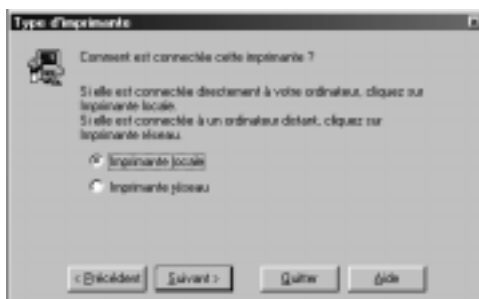 Type d'imprimante
Comment est connectée cette imprimante ?
Si elle est connectée directement à votre ordinateur, cliquez sur
Imprimante locale.
Si elle est connectée à un ordinateur distant, cliquez sur
Imprimante réseau.
Imprimante locale
Imprimante réseau
< Précédent
Suivant >
Quitter
Aide